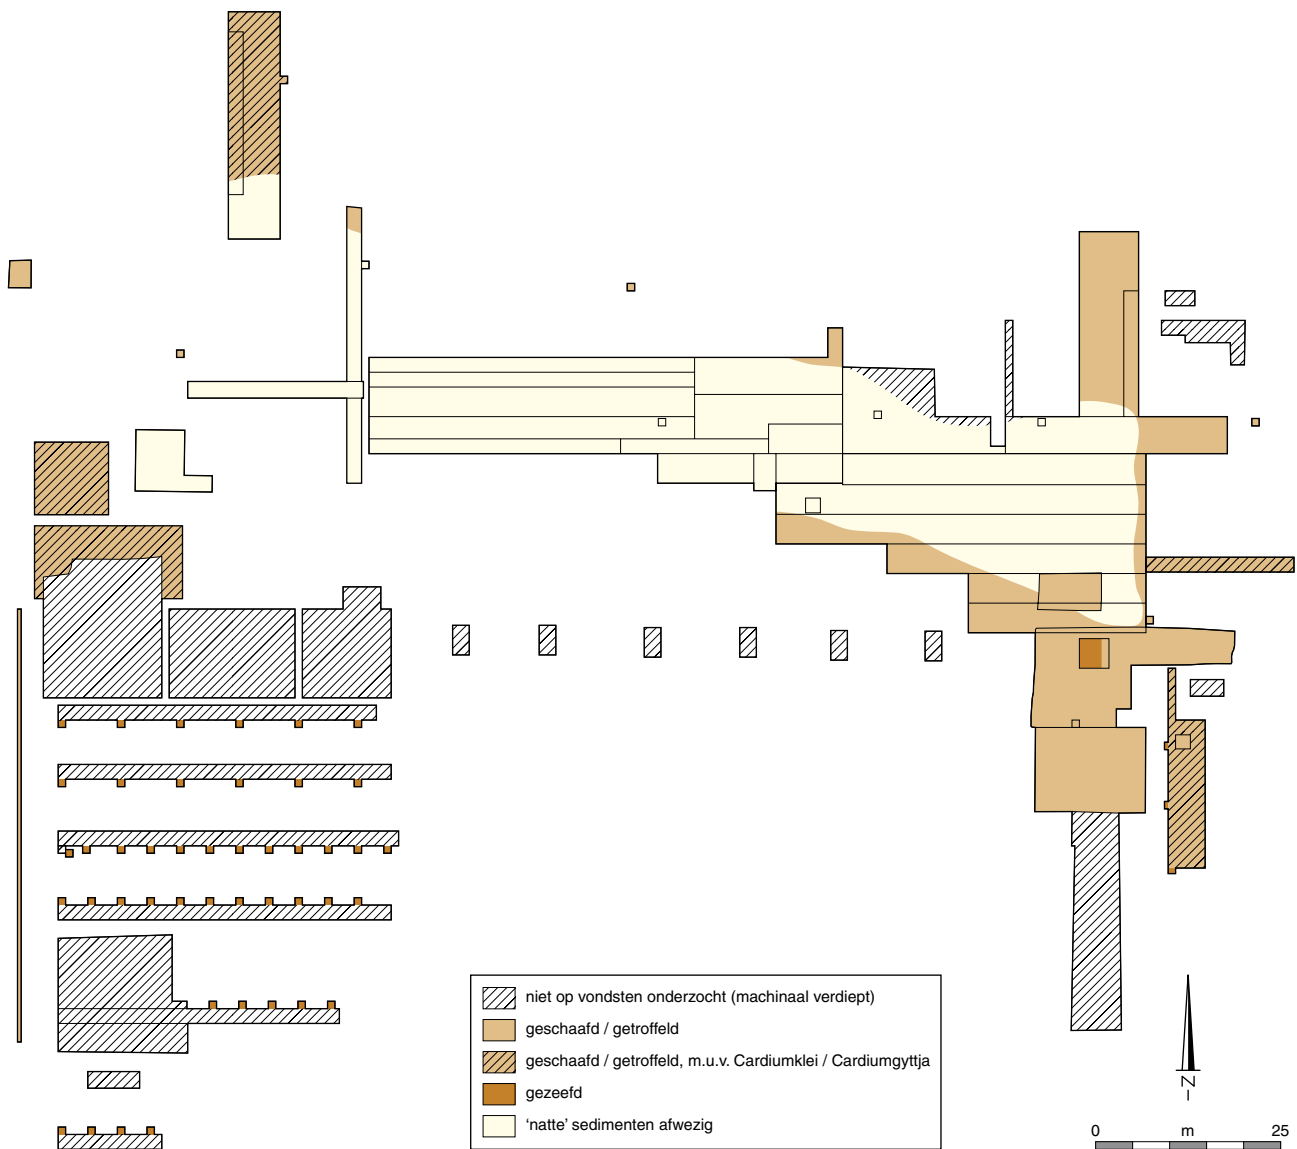 niet op vondsten onderzocht (machinaal verdiept)
geschaafd / getroffeld
geschaafd / getroffeld, m.u.v. Cardiumklei / Cardiumgyttja
gezeefd
‘natte’ sedimenten afwezig
N
0 m 25